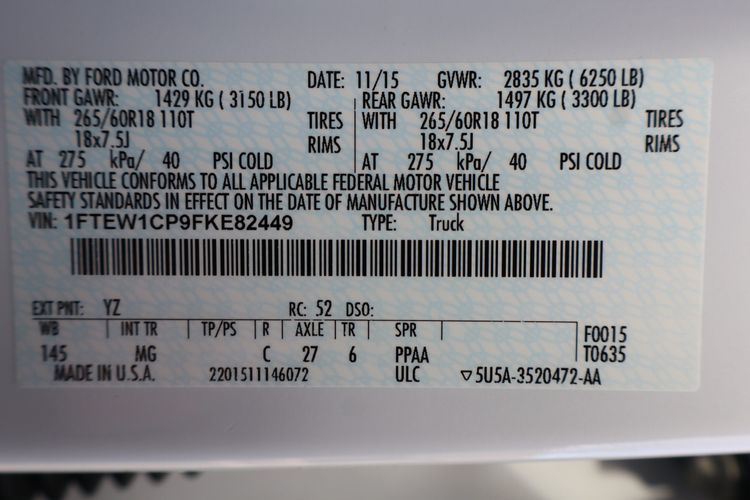 MFD. BY FORD MOTOR CO. DATE: 11/15 GVWR: 2835 KG ( 6250 LB)
FRONT GAWR: 1429 KG ( 3150 LB) REAR GAWR: 1497 KG ( 3300 LB)
WITH 265/60R18 110T TIRES WITH 265/60R18 110T TIRES
18x7.5J RIMS 18x7.5J RIMS
AT 275 kPa/ 40 PSI COLD AT 275 kPa/ 40 PSI COLD
THIS VEHICLE CONFORMS TO ALL APPLICABLE FEDERAL MOTOR VEHICLE
SAFETY STANDARDS IN EFFECT ON THE DATE OF MANUFACTURE SHOWN ABOVE.
VIN: 1FTEW1CP9FKE82449 TYPE: Truck
EXT PNT: YZ RC: 52 DSO:
WB INT TR TP/PS R AXLE TR SPR F0015
145 MG C 27 6 PPAA T0635
MADE IN U.S.A. 2201511146072 ULC ▽5U5A-3520472-AA